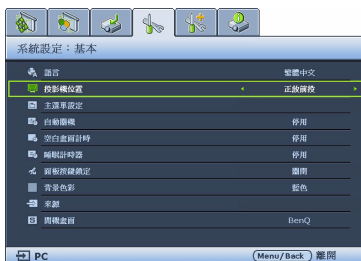 系統設定：基本
語言 繁體中文
投影機位置 正放前投
主選單設定
自動關機 停用
空白畫面計時 停用
睡眠計時器 停用
面板按鍵鎖定 關閉
背景色彩 藍色
來源
開機畫面 BenQ
PC Menu/Back 離開